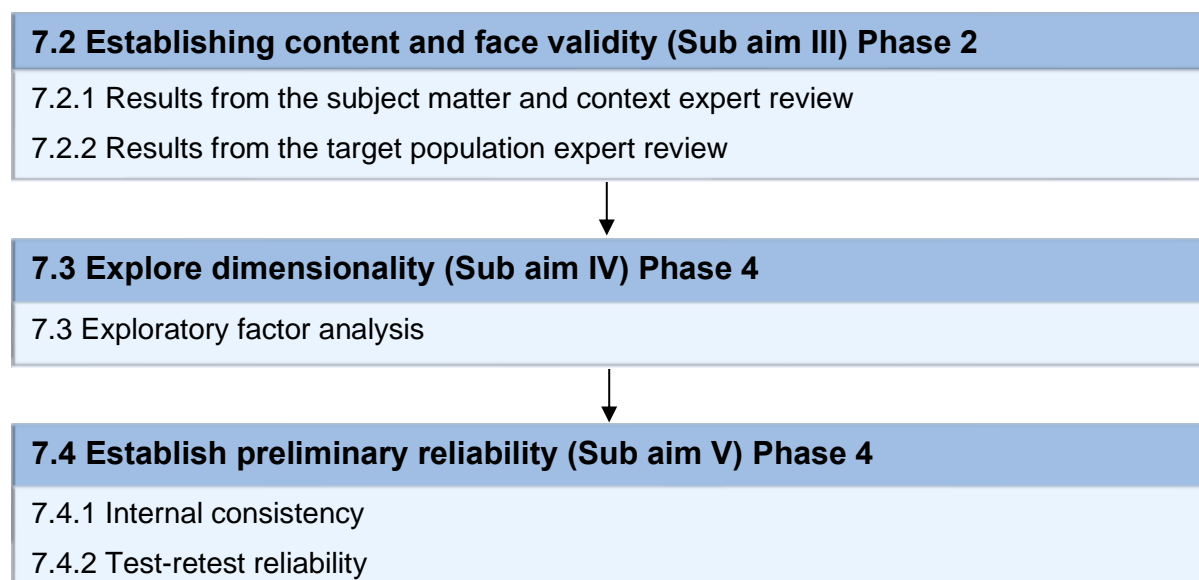 7.2 Establishing content and face validity (Sub aim III) Phase 2
7.2.1 Results from the subject matter and context expert review
7.2.2 Results from the target population expert review
7.3 Explore dimensionality (Sub aim IV) Phase 4
7.3 Exploratory factor analysis
7.4 Establish preliminary reliability (Sub aim V) Phase 4
7.4.1 Internal consistency
7.4.2 Test-retest reliability